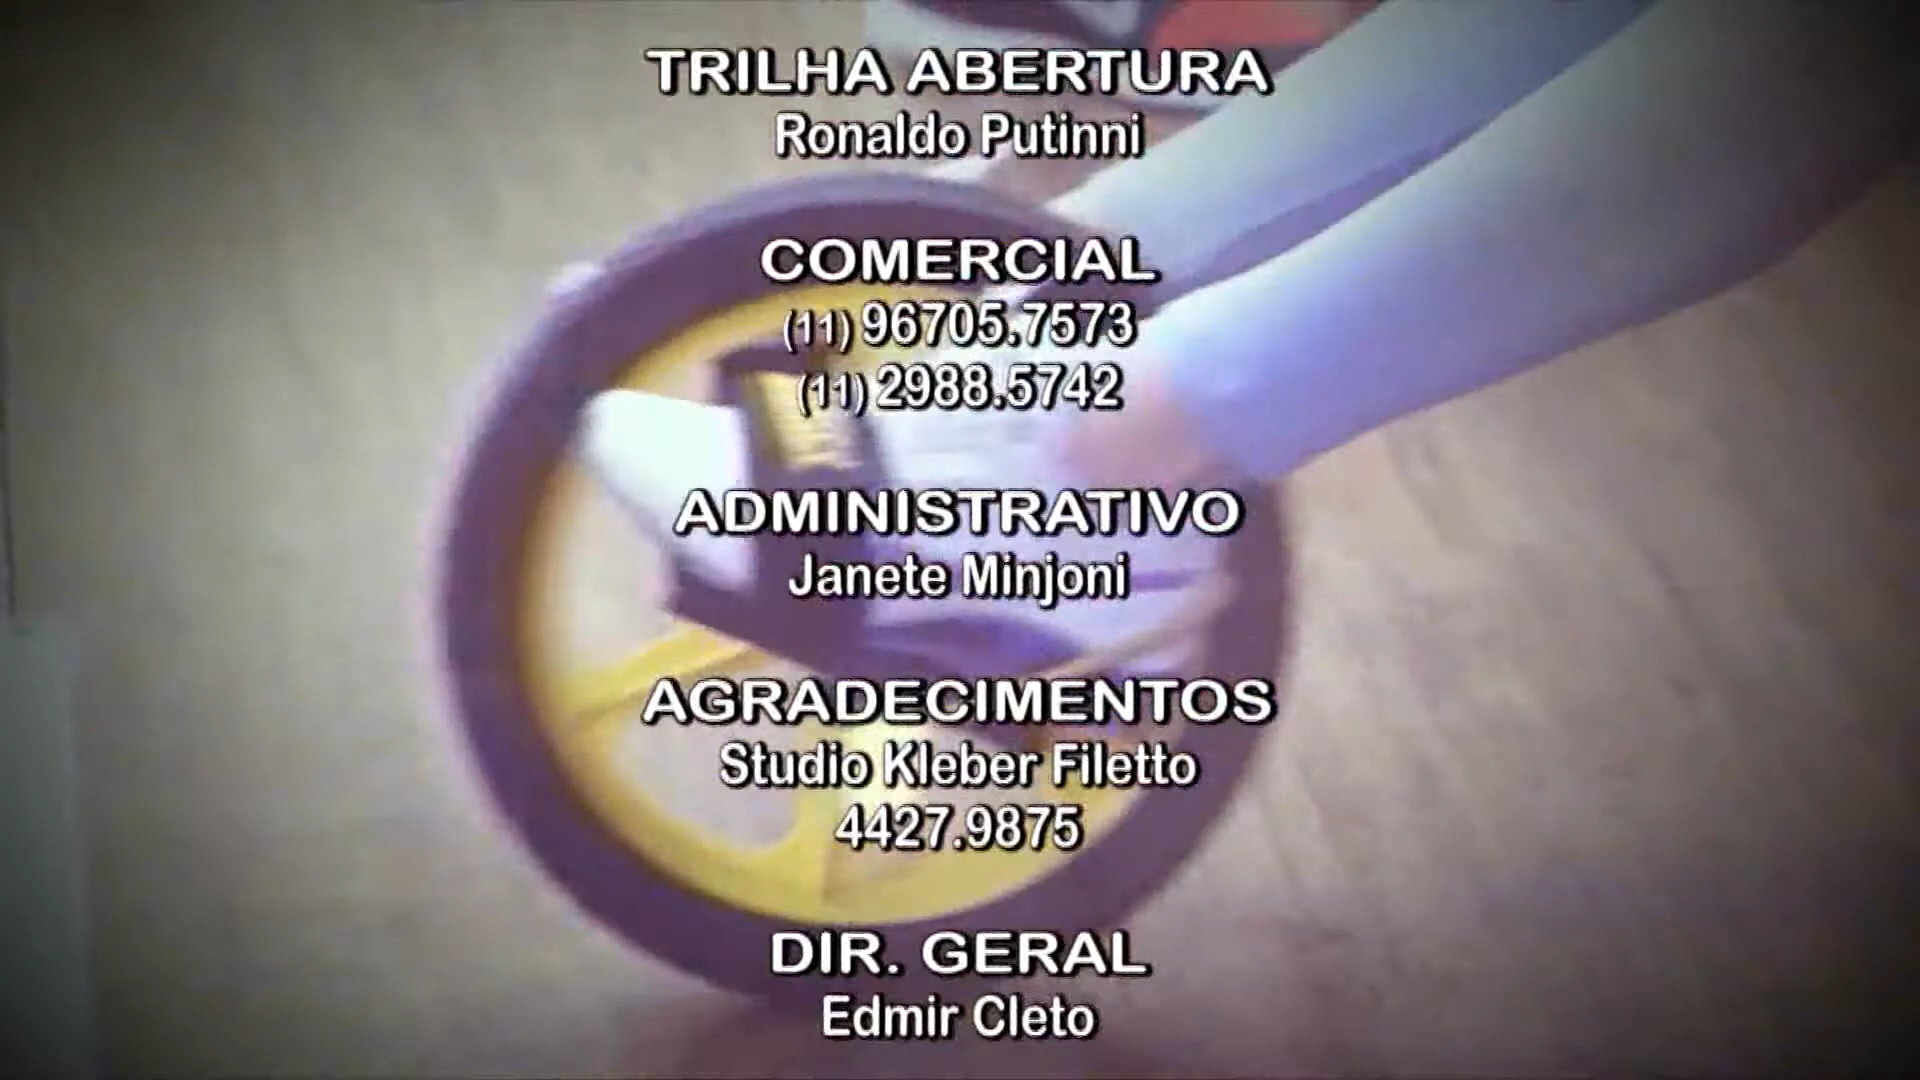 TRILHA ABERTURA
Ronaldo Putinni
COMERCIAL
(11) 96705.7573
(11) 2988.5742
ADMINISTRATIVO
Janete Minjoni
AGRADECIMENTOS
Studio Kleber Filetto
4427.9875
DIR. GERAL
Edmir Cleto